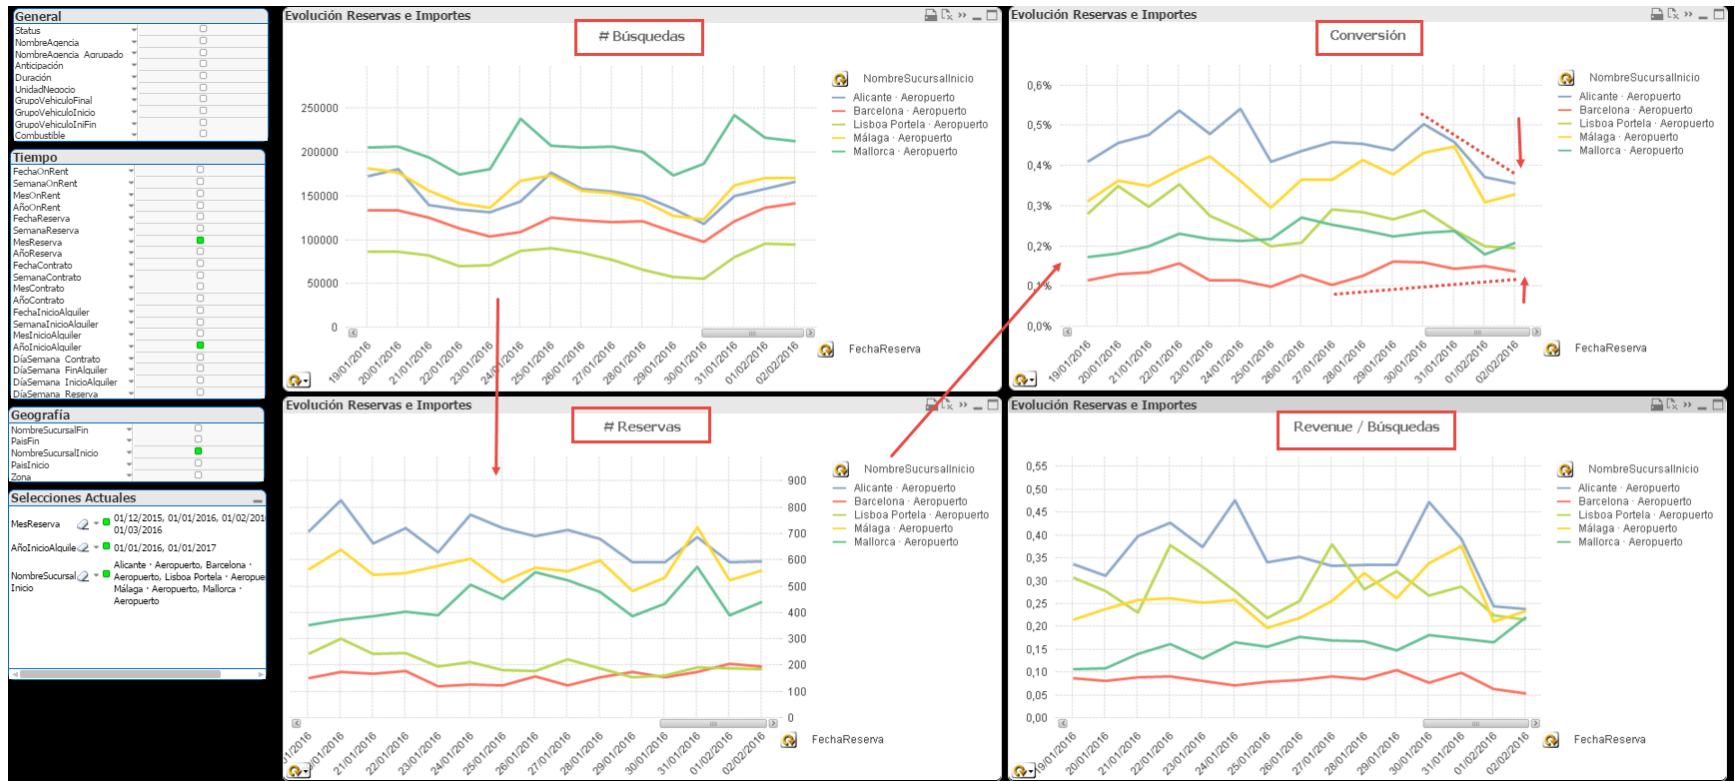 General
Status
NombreAgencia
NombreAgencia Agrupado
Anticipación
Duración
UnidadNegocio
GrupoVehiculoFinal
GrupoVehiculoInicio
GrupoVehiculoIniFin
Combustible
Tiempo
FechaOnRent
SemanaOnRent
MesOnRent
AñoOnRent
FechaReserva
SemanaReserva
MesReserva
AñoReserva
FechaContrato
SemanaContrato
MesContrato
AñoContrato
FechaInicioAlquiler
SemanaInicioAlquiler
MesInicioAlquiler
AñoInicioAlquiler
DíaSemana Contrato
DíaSemana FinAlquiler
DíaSemana InicioAlquiler
DíaSemana Reserva
Geografía
NombreSucursalFin
PaisFin
NombreSucursalInicio
PaisInicio
Zona
Selecciones Actuales
MesReserva 01/12/2015, 01/01/2016, 01/02/201
01/03/2016
AñoInicioAlquile 01/01/2016, 01/01/2017
NombreSucursal
Inicio
Alicante · Aeropuerto, Barcelona ·
Aeropuerto, Lisboa Portela · Aeropue
Málaga · Aeropuerto, Mallorca ·
Aeropuerto
Evolución Reservas e Importes
# Búsquedas
250000
200000
150000
100000
50000
0
19/01/2016
20/01/2016
21/01/2016
22/01/2016
23/01/2016
24/01/2016
25/01/2016
26/01/2016
27/01/2016
28/01/2016
29/01/2016
30/01/2016
31/01/2016
01/02/2016
02/02/2016
FechaReserva
NombreSucursalInicio
Alicante · Aeropuerto
Barcelona · Aeropuerto
Lisboa Portela · Aeropuerto
Málaga · Aeropuerto
Mallorca · Aeropuerto
Evolución Reservas e Importes
Conversión
0,6%
0,5%
0,4%
0,3%
0,2%
0,1%
0,0%
19/01/2016
20/01/2016
21/01/2016
22/01/2016
23/01/2016
24/01/2016
25/01/2016
26/01/2016
27/01/2016
28/01/2016
29/01/2016
30/01/2016
31/01/2016
01/02/2016
02/02/2016
FechaReserva
NombreSucursalInicio
Alicante · Aeropuerto
Barcelona · Aeropuerto
Lisboa Portela · Aeropuerto
Málaga · Aeropuerto
Mallorca · Aeropuerto
Evolución Reservas e Importes
# Reservas
900
800
700
600
500
400
300
200
100
0
/01/2016
/01/2016
21/01/2016
22/01/2016
23/01/2016
24/01/2016
25/01/2016
26/01/2016
27/01/2016
28/01/2016
29/01/2016
30/01/2016
31/01/2016
01/02/2016
02/02/2016
FechaReserva
NombreSucursalInicio
Alicante · Aeropuerto
Barcelona · Aeropuerto
Lisboa Portela · Aeropuerto
Málaga · Aeropuerto
Mallorca · Aeropuerto
Evolución Reservas e Importes
Revenue / Búsquedas
0,55
0,50
0,45
0,40
0,35
0,30
0,25
0,20
0,15
0,10
0,05
0,00
19/01/2016
20/01/2016
21/01/2016
22/01/2016
23/01/2016
24/01/2016
25/01/2016
26/01/2016
27/01/2016
28/01/2016
29/01/2016
30/01/2016
31/01/2016
01/02/2016
02/02/2016
FechaReserva
NombreSucursalInicio
Alicante · Aeropuerto
Barcelona · Aeropuerto
Lisboa Portela · Aeropuerto
Málaga · Aeropuerto
Mallorca · Aeropuerto